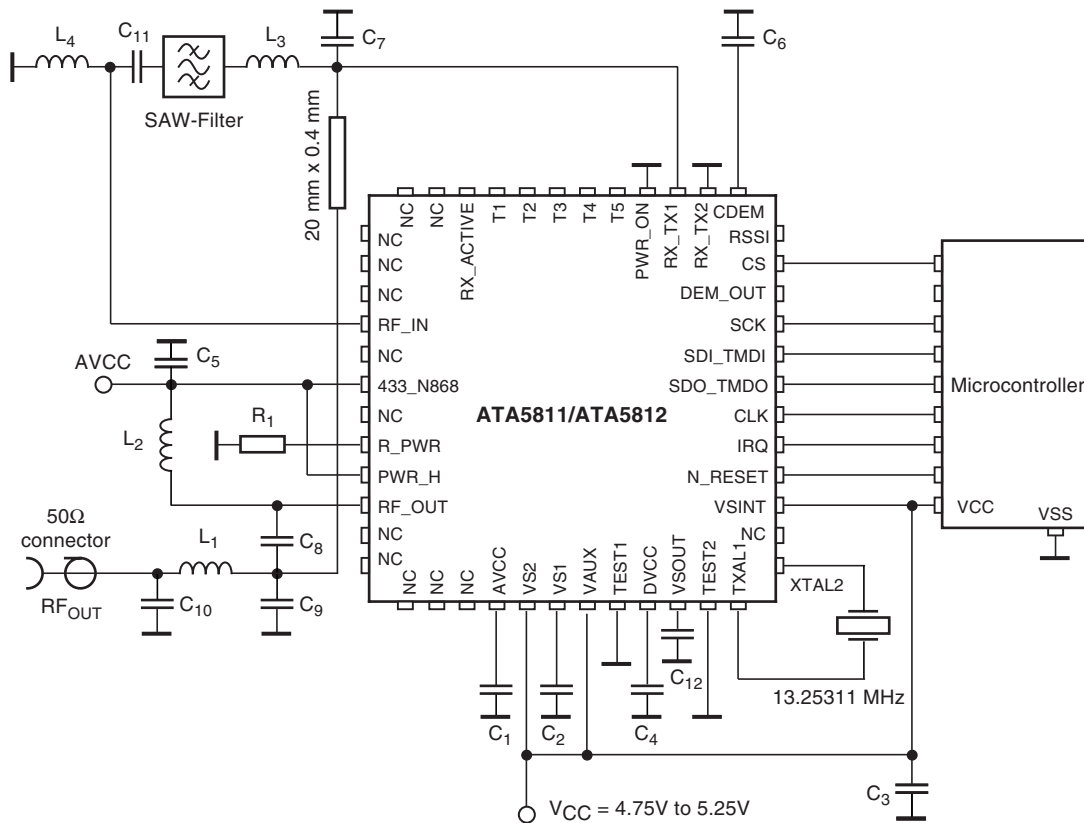 L4
C11
L3
C7
C6
SAW-Filter
20 mm x 0.4 mm
NC
NC
RX_ACTIVE
T1
T2
T3
T4
T5
PWR_ON
RX_TX1
RX_TX2
CDEM
NC
NC
NC
RF_IN
NC
433_N868
NC
R_PWR
PWR_H
RF_OUT
NC
NC
RSSI
CS
DEM_OUT
SCK
SDI_TMDI
SDO_TMDO
CLK
IRQ
N_RESET
VSINT
NC
XTAL2
ATA5811/ATA5812
Microcontroller
VCC
VSS
AVCC
C5
L2
R1
50Ω
connector
RFOUT
L1
C8
C10
C9
NC
NC
NC
AVCC
VS2
VS1
VAUX
TEST1
DVCC
VSOUT
TEST2
TXAL1
C1
C2
C4
C12
13.25311 MHz
C3
VCC = 4.75V to 5.25V